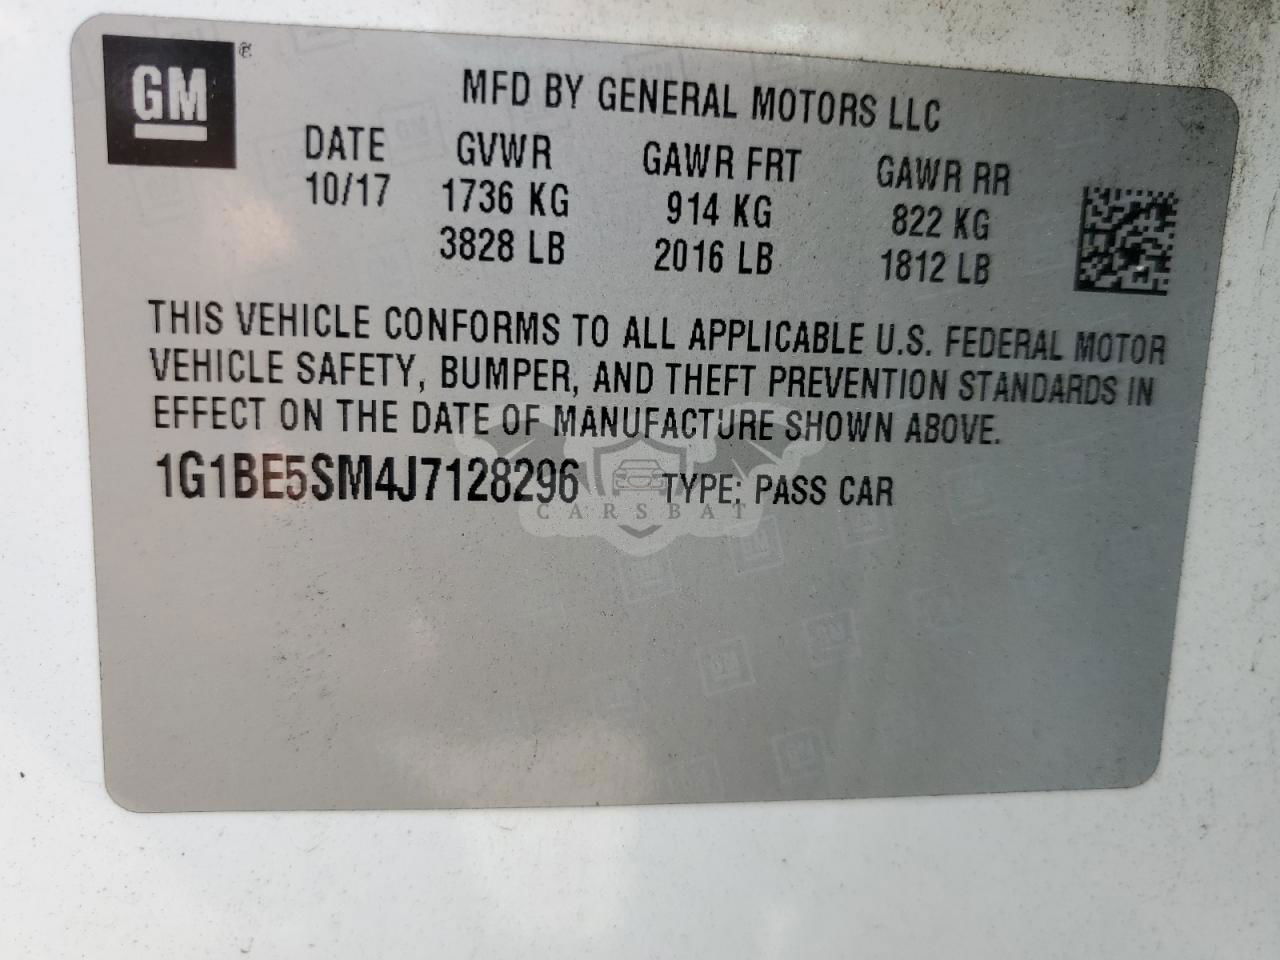 GM
MFD BY GENERAL MOTORS LLC
DATE GVWR GAWR FRT GAWR RR
10/17 1736 KG 914 KG 822 KG
3828 LB 2016 LB 1812 LB
THIS VEHICLE CONFORMS TO ALL APPLICABLE U.S. FEDERAL MOTOR
VEHICLE SAFETY, BUMPER, AND THEFT PREVENTION STANDARDS IN
EFFECT ON THE DATE OF MANUFACTURE SHOWN ABOVE.
1G1BE5SM4J7128296 TYPE: PASS CAR
CARSBAT